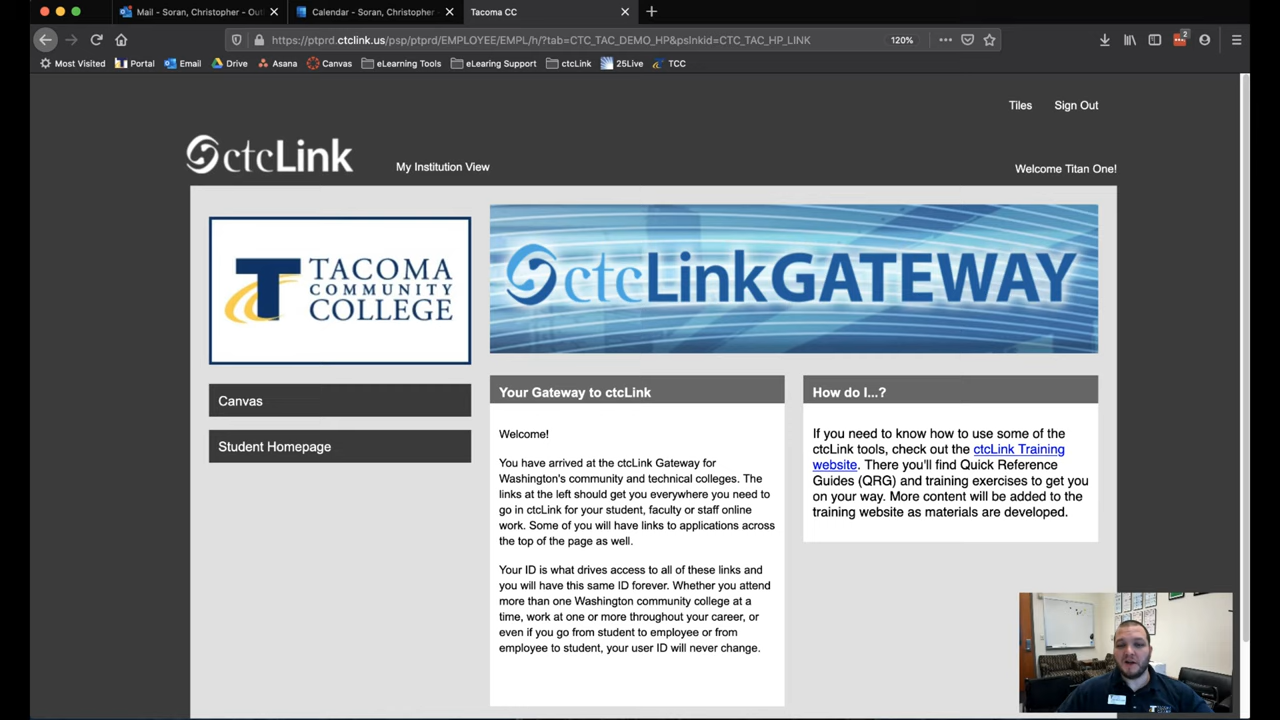 Mail - Soran, Christopher - Out
Calendar - Soran, Christopher -
Tacoma CC
https://ptprd.ctclink.us/psp/ptprd/EMPLOYEE/EMPL/h/?tab=CTC_TAC_DEMO_HP&pslnkid=CTC_TAC_HP_LINK
120%
2
Most Visited
Portal
Email
Drive
Asana
Canvas
eLearning Tools
eLearing Support
ctcLink
25Live
TCC
Tiles
Sign Out
ctcLink
My Institution View
Welcome Titan One!
T TACOMA
COMMUNITY
COLLEGE
ctcLinkGATEWAY
Canvas
Student Homepage
Your Gateway to ctcLink
Welcome!
You have arrived at the ctcLink Gateway for
Washington's community and technical colleges. The
links at the left should get you everywhere you need to
go in ctcLink for your student, faculty or staff online
work. Some of you will have links to applications across
the top of the page as well.
Your ID is what drives access to all of these links and
you will have this same ID forever. Whether you attend
more than one Washington community college at a
time, work at one or more throughout your career, or
even if you go from student to employee or from
employee to student, your user ID will never change.
How do I...?
If you need to know how to use some of the
ctcLink tools, check out the ctcLink Training
website. There you'll find Quick Reference
Guides (QRG) and training exercises to get you
on your way. More content will be added to the
training website as materials are developed.